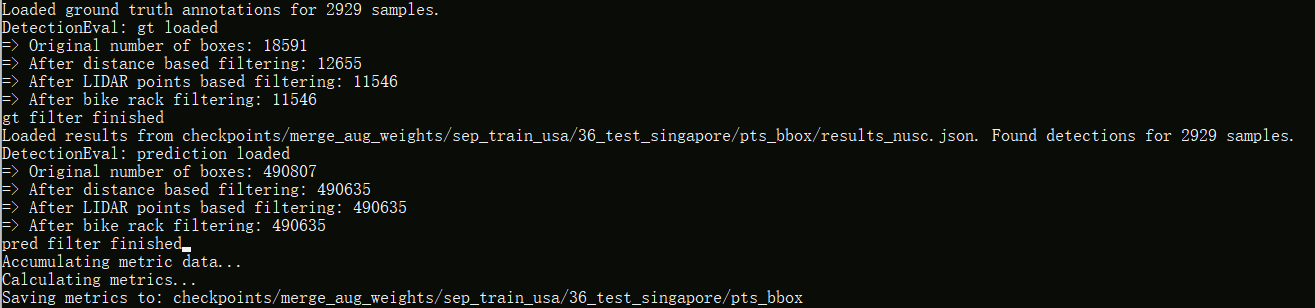 Loaded ground truth annotations for 2929 samples.
DetectionEval: gt loaded
=> Original number of boxes: 18591
=> After distance based filtering: 12655
=> After LIDAR points based filtering: 11546
=> After bike rack filtering: 11546
gt filter finished
Loaded results from checkpoints/merge_aug_weights/sep_train_usa/36_test_singapore/pts_bbox/results_nusc.json. Found detections for 2929 samples.
DetectionEval: prediction loaded
=> Original number of boxes: 490807
=> After distance based filtering: 490635
=> After LIDAR points based filtering: 490635
=> After bike rack filtering: 490635
pred filter finished
Accumulating metric data...
Calculating metrics...
Saving metrics to: checkpoints/merge_aug_weights/sep_train_usa/36_test_singapore/pts_bbox